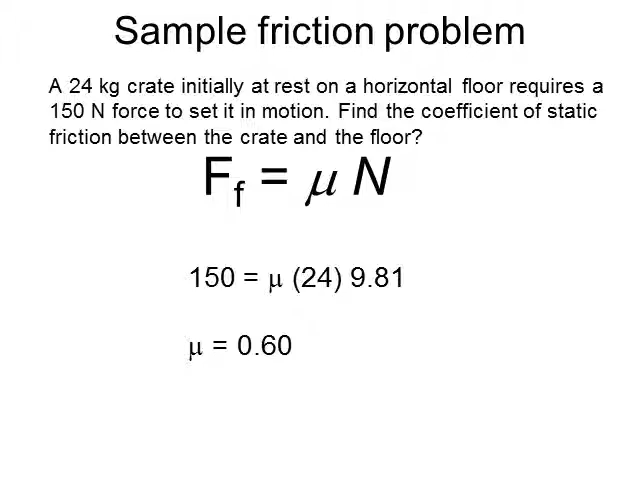 Sample friction problem
A 24 kg crate initially at rest on a horizontal floor requires a
150 N force to set it in motion. Find the coefficient of static
friction between the crate and the floor?
Ff = μ N
150 = μ (24) 9.81
μ = 0.60